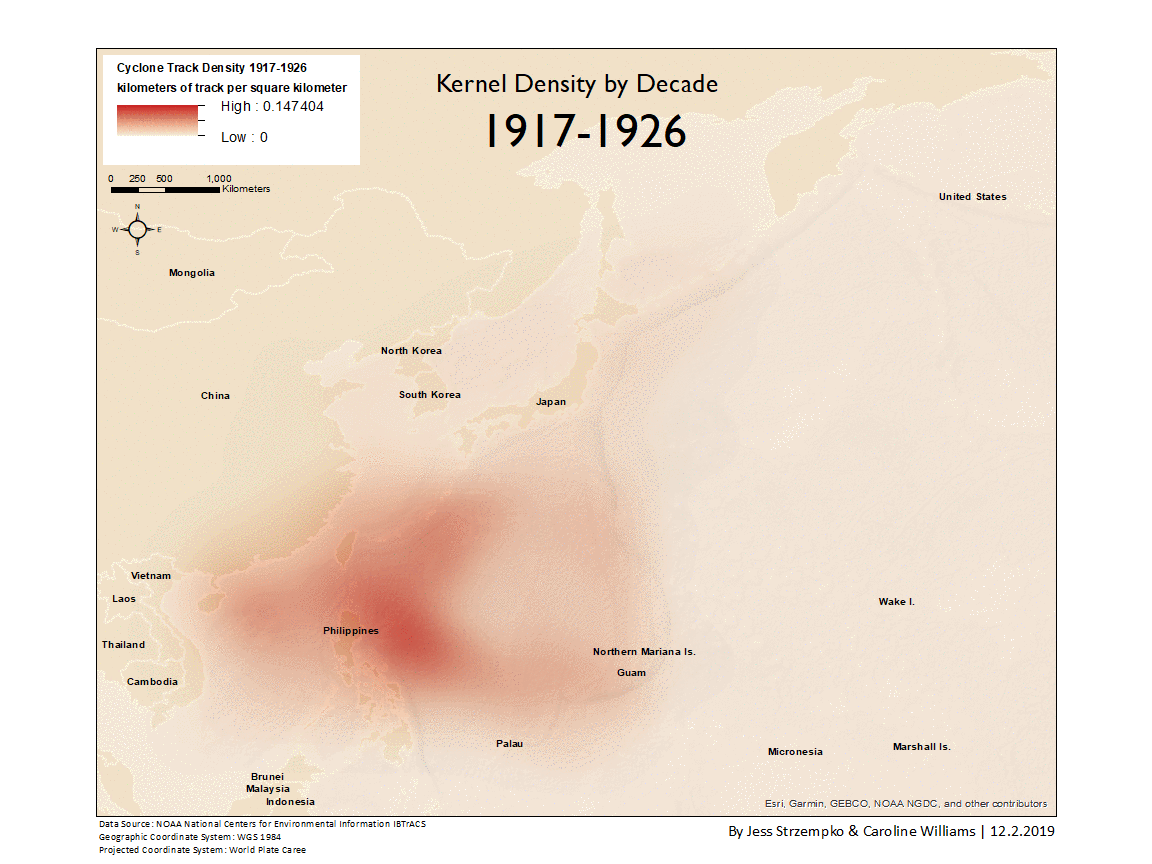 Cyclone Track Density 1917-1926
kilometers of track per square kilometer
High : 0.147404
Low : 0
Kernel Density by Decade
1917-1926
0 250 500 1,000
Kilometers
N
W E
S
United States
Mongolia
North Korea
China
South Korea
Japan
Vietnam
Laos
Wake I.
Philippines
Thailand
Northern Mariana Is.
Guam
Cambodia
Palau
Micronesia
Marshall Is.
Brunei
Malaysia
Indonesia
Esri, Garmin, GEBCO, NOAA NGDC, and other contributors
Data Source: NOAA National Centers for Environmental Information IBTrACS
Geographic Coordinate System: WGS 1984
Projected Coordinate System: World Plate Caree
By Jess Strzempko & Caroline Williams | 12.2.2019